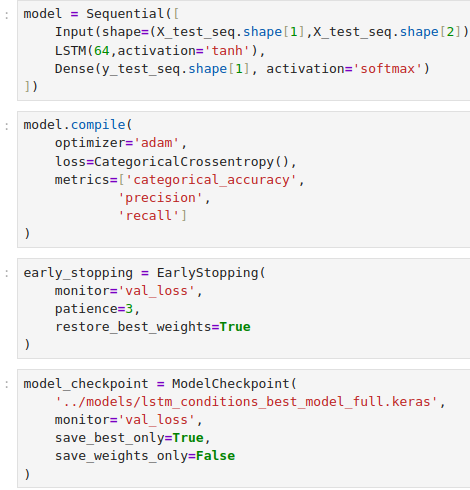 :
model = Sequential([
    Input(shape=(X_test_seq.shape[1],X_test_seq.shape[2])
    LSTM(64,activation='tanh'),
    Dense(y_test_seq.shape[1], activation='softmax')
])
:
model.compile(
    optimizer='adam',
    loss=CategoricalCrossentropy(),
    metrics=['categorical_accuracy',
            'precision',
            'recall']
)
:
early_stopping = EarlyStopping(
    monitor='val_loss',
    patience=3,
    restore_best_weights=True
)
:
model_checkpoint = ModelCheckpoint(
    '../models/lstm_conditions_best_model_full.keras',
    monitor='val_loss',
    save_best_only=True,
    save_weights_only=False
)